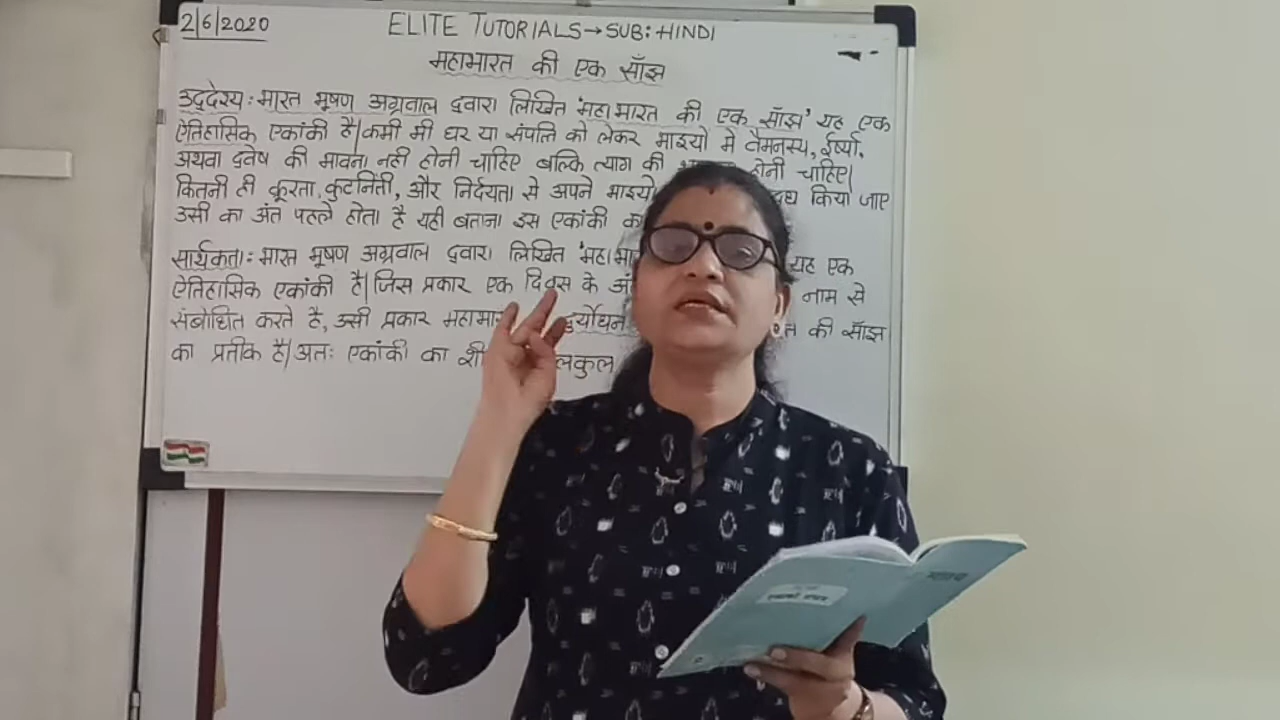 2/6/2020
ELITE TUTORIALS→SUB: HINDI
महाभारत की एक साँझ
उद्देश्य: भारत भूषण अग्रवाल द्वारा लिखित 'महाभारत की एक साँझ' यह एक
ऐतिहासिक एकांकी है|कभी भी घर या संपत्ति को लेकर भाइयों में वैमनस्य, ईर्ष्या,
अथवा द्वेष की भावना नही होनी चाहिए बल्कि त्याग की होनी चाहिए|
कितनी ही क्रूरता, कुटनिती, और निर्दयता से अपने भाइयो किया जाए
उसी का अंत पहले होता है यही बताना इस एकांकी का
सार्थकता: भारत भूषण अग्रवाल द्वारा लिखित यह एक
ऐतिहासिक एकांकी है|जिस प्रकार एक दिवस के नाम से
संबोधित करते है, उसी प्रकार दुर्योधन की साँझ
का प्रतीक है|अतः एकांकी का
एकांकी संचय